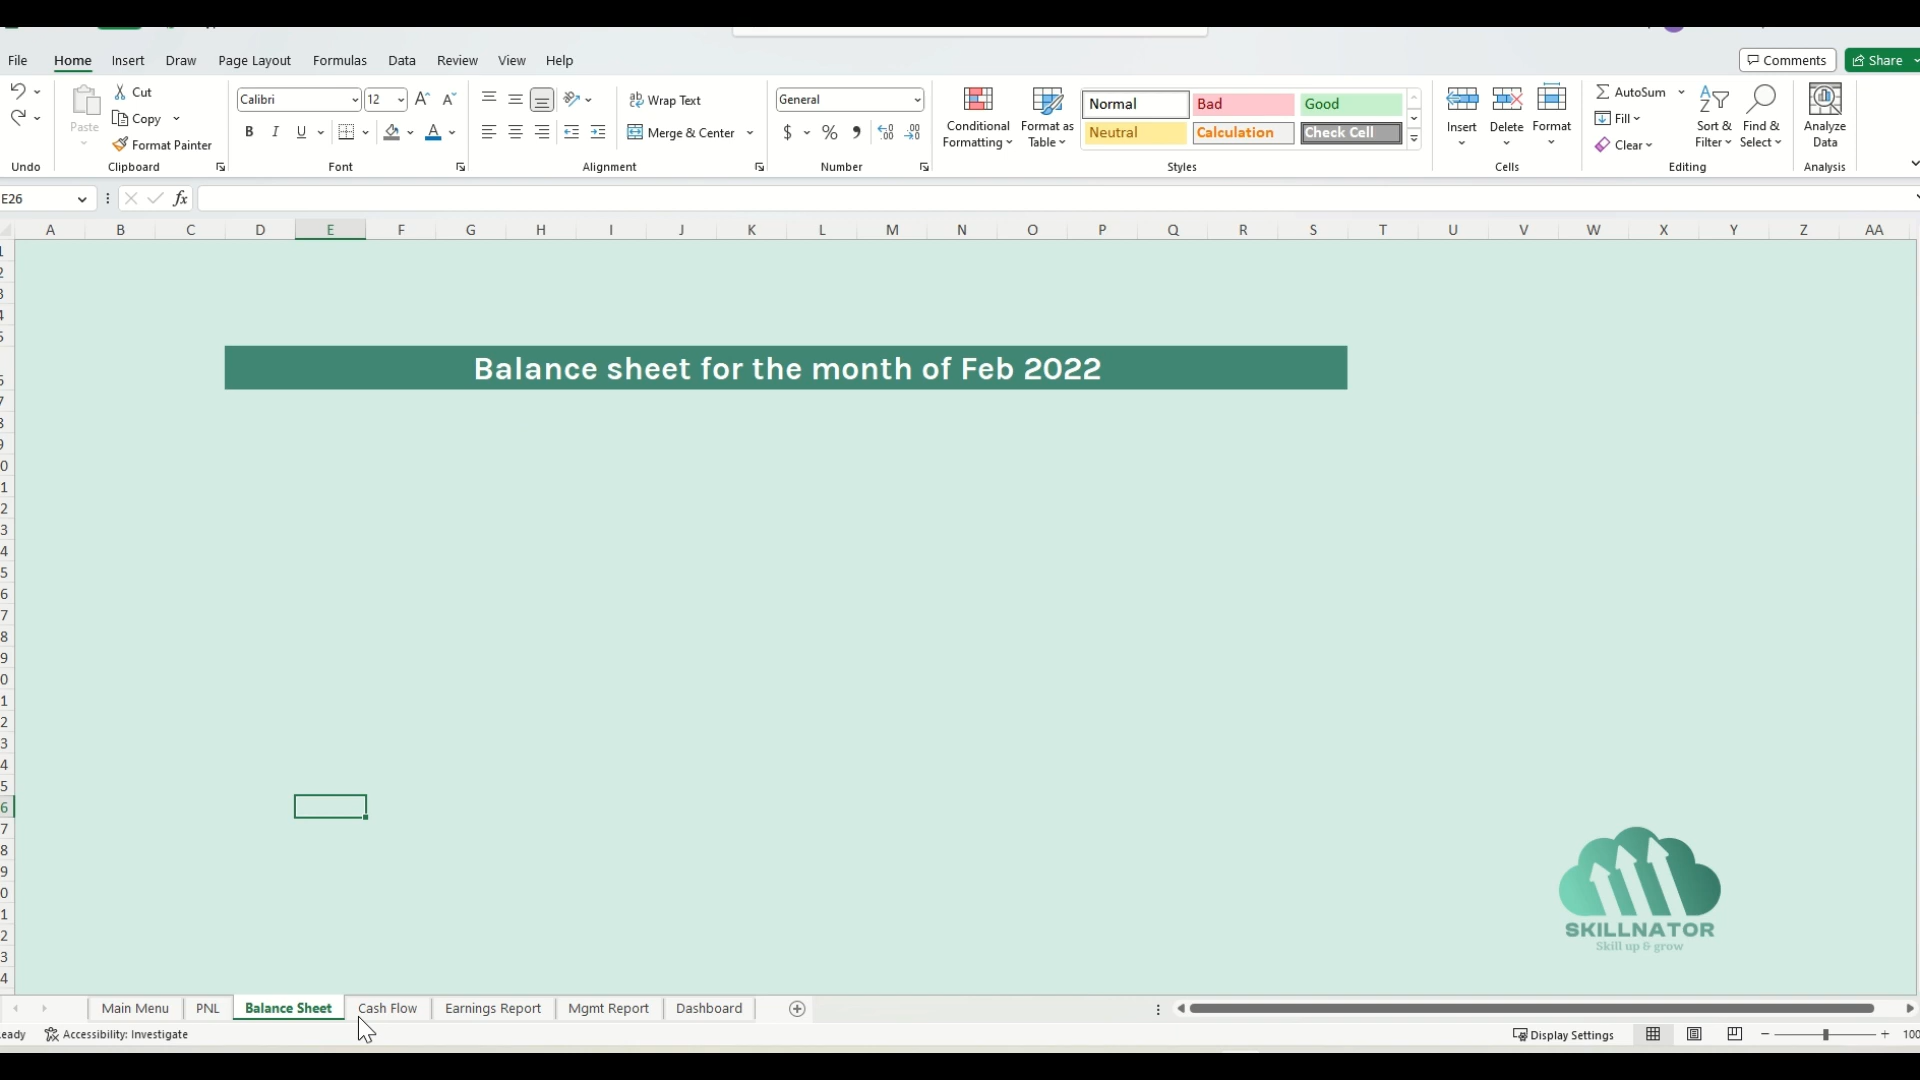 File Home Insert Draw Page Layout Formulas Data Review View Help Comments Share
Cut
Copy
Paste
Format Painter
Undo Clipboard
Calibri 12
B I U
Font
Wrap Text
Merge & Center
Alignment
General
$ %
Number
Conditional Formatting
Format as Table
Normal Bad Good
Neutral Calculation Check Cell
Styles
Insert Delete Format
Cells
AutoSum
Fill
Clear
Sort & Filter
Find & Select
Editing
Analyze Data
Analysis
E26 fx
A B C D E F G H I J K L M N O P Q R S T U V W X Y Z AA
Balance sheet for the month of Feb 2022
SKILLNATOR
Skill up & grow
Main Menu PNL Balance Sheet Cash Flow Earnings Report Mgmt Report Dashboard
eady Accessibility: Investigate Display Settings 100